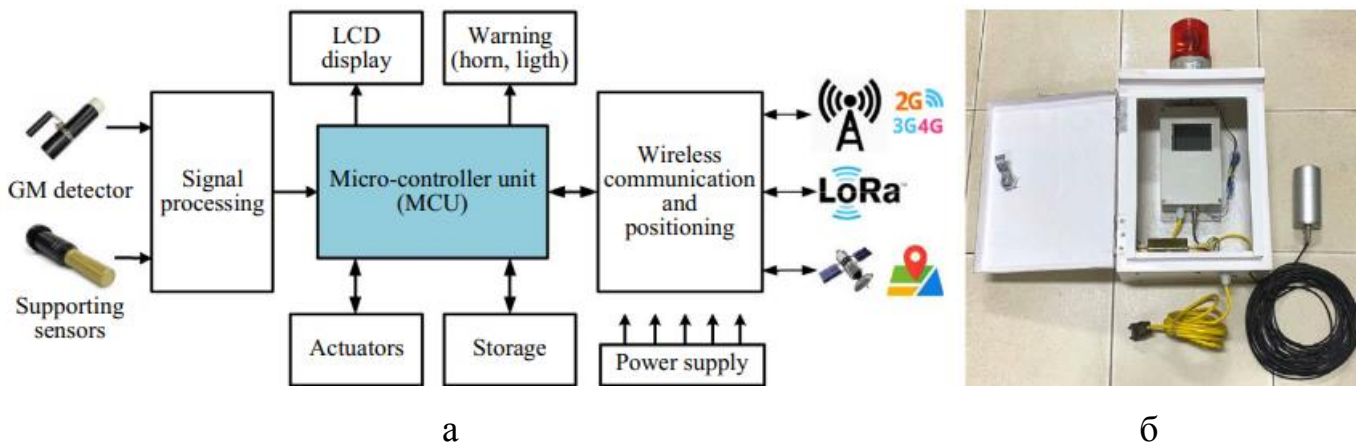 LCD
display
Warning
(horn, ligth)
GM detector
Supporting
sensors
Signal
processing
Micro-controller unit
(MCU)
Wireless
communication
and
positioning
2G
3G4G
LoRa™
Actuators
Storage
Power supply
а
б